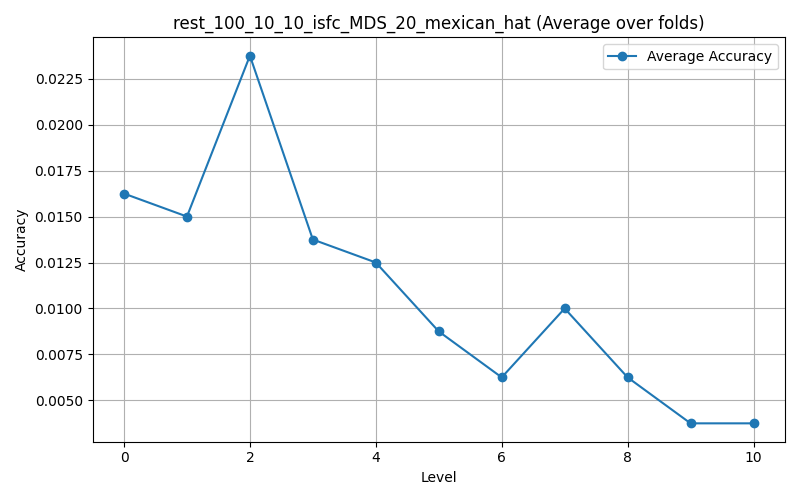 rest_100_10_10_isfc_MDS_20_mexican_hat (Average over folds)
Average Accuracy
0.0225
0.0200
0.0175
0.0150
0.0125
0.0100
0.0075
0.0050
Accuracy
0 2 4 6 8 10
Level